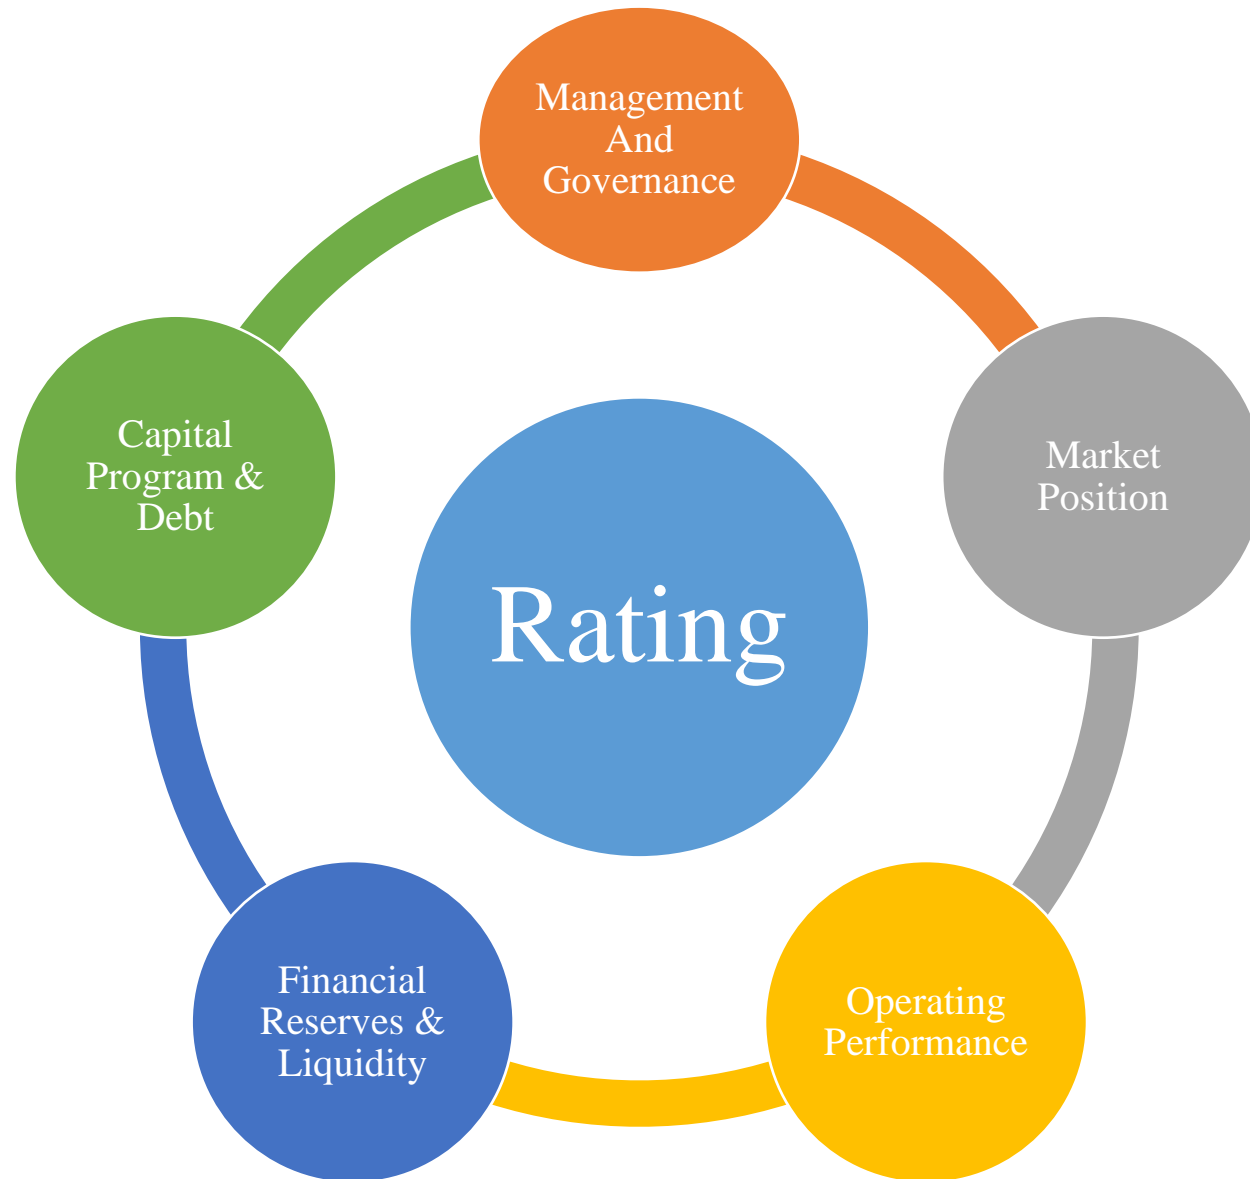 Management
And
Governance
Market
Position
Operating
Performance
Financial
Reserves &
Liquidity
Capital
Program &
Debt
Rating